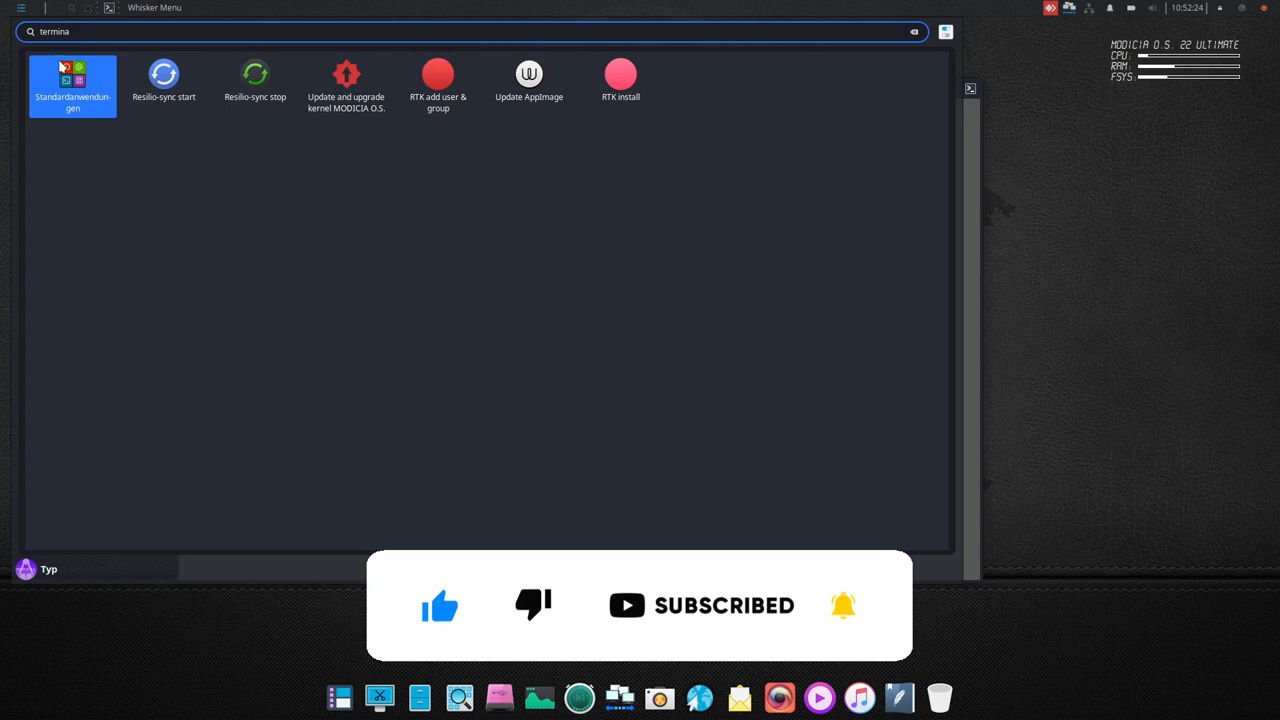 Whisker Menu
10:52:24
termina
MODICIA O.S. 22 ULTIMATE
CPU:
RAM:
FSYS:
Standardanwendun-
gen
Resilio-sync start
Resilio-sync stop
Update and upgrade
kernel MODICIA O.S.
RTK add user &
group
Update AppImage
RTK install
Typ
SUBSCRIBED